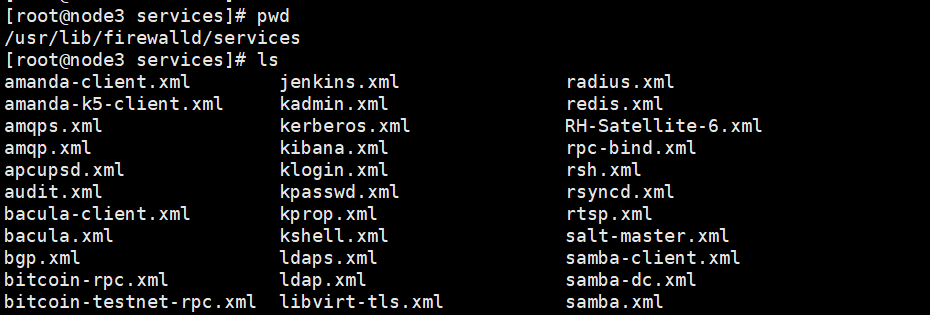 [root@node3 services]# pwd
/usr/lib/firewalld/services
[root@node3 services]# ls
amanda-client.xml jenkins.xml radius.xml
amanda-k5-client.xml kadmin.xml redis.xml
amqps.xml kerberos.xml RH-Satellite-6.xml
amqp.xml kibana.xml rpc-bind.xml
apcupsd.xml klogin.xml rsh.xml
audit.xml kpasswd.xml rsyncd.xml
bacula-client.xml kprop.xml rtsp.xml
bacula.xml kshell.xml salt-master.xml
bgp.xml ldaps.xml samba-client.xml
bitcoin-rpc.xml ldap.xml samba-dc.xml
bitcoin-testnet-rpc.xml libvirt-tls.xml samba.xml